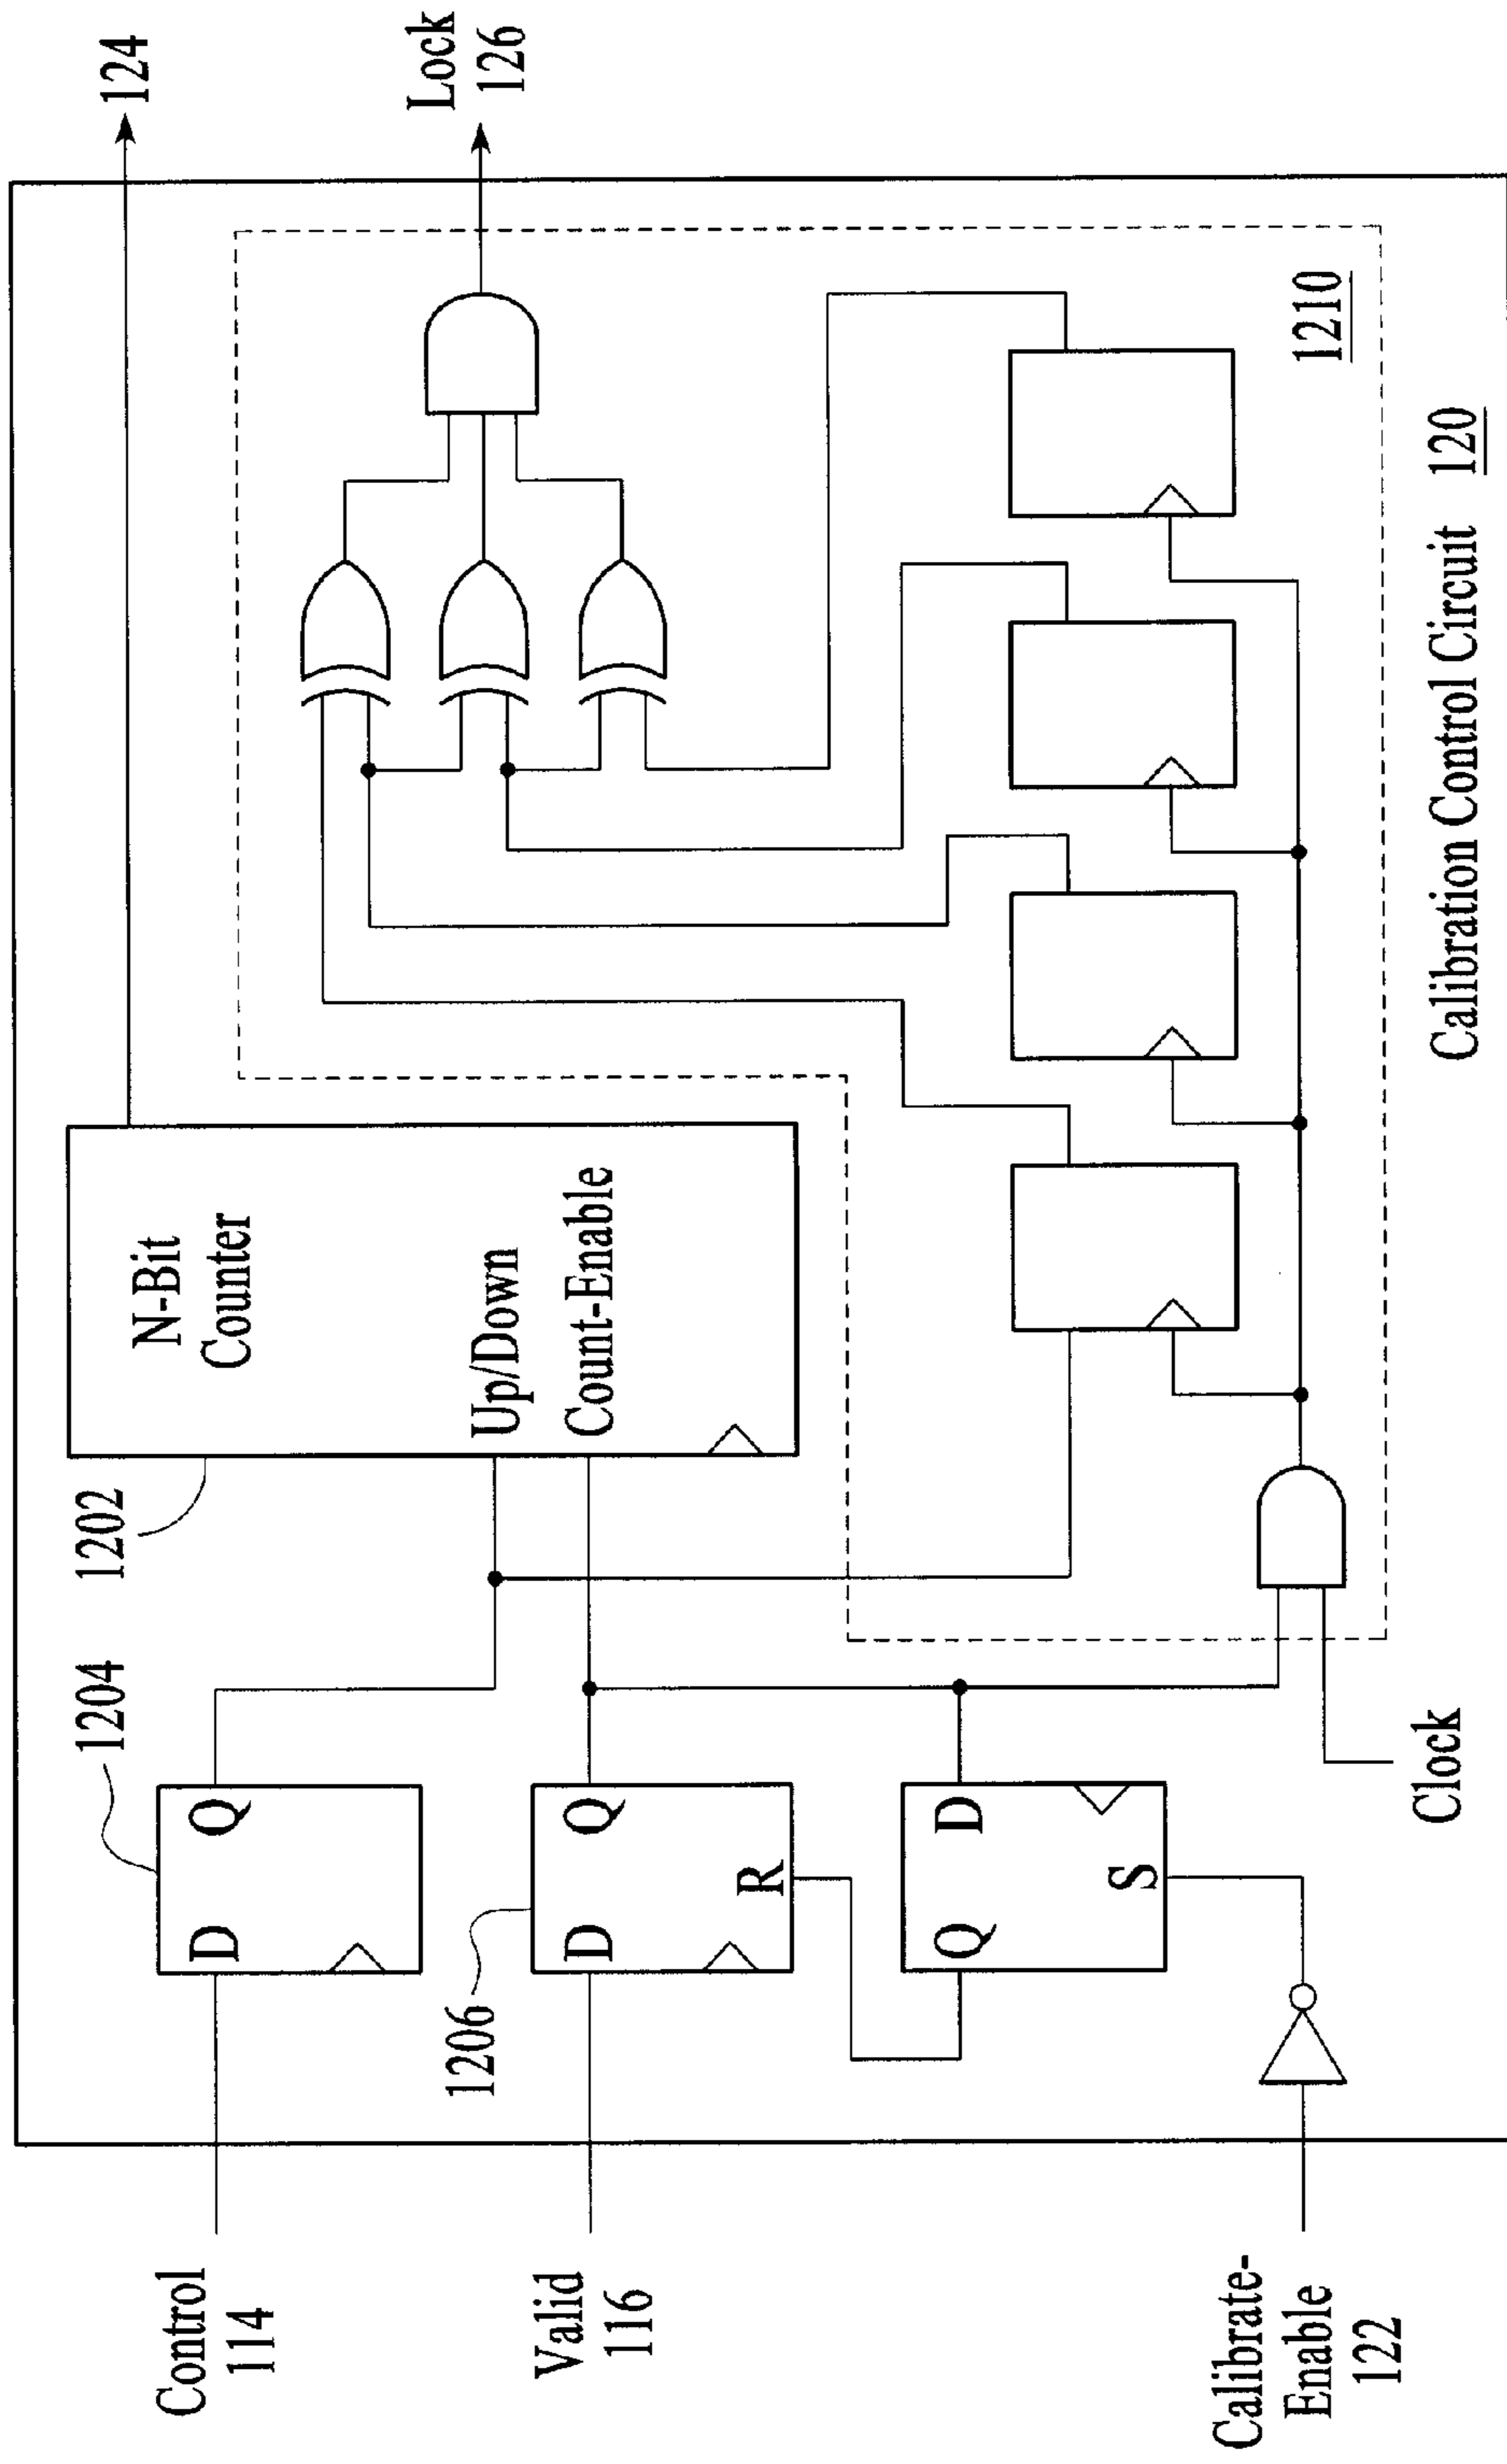 Control
114
Valid
116
Calibrate-
Enable
122
1204
D
Q
1206
D
Q
R
Q
D
S
Clock
1202
N-Bit
Counter
Up/Down
Count-Enable
124
Lock
126
1210
Calibration Control Circuit 120